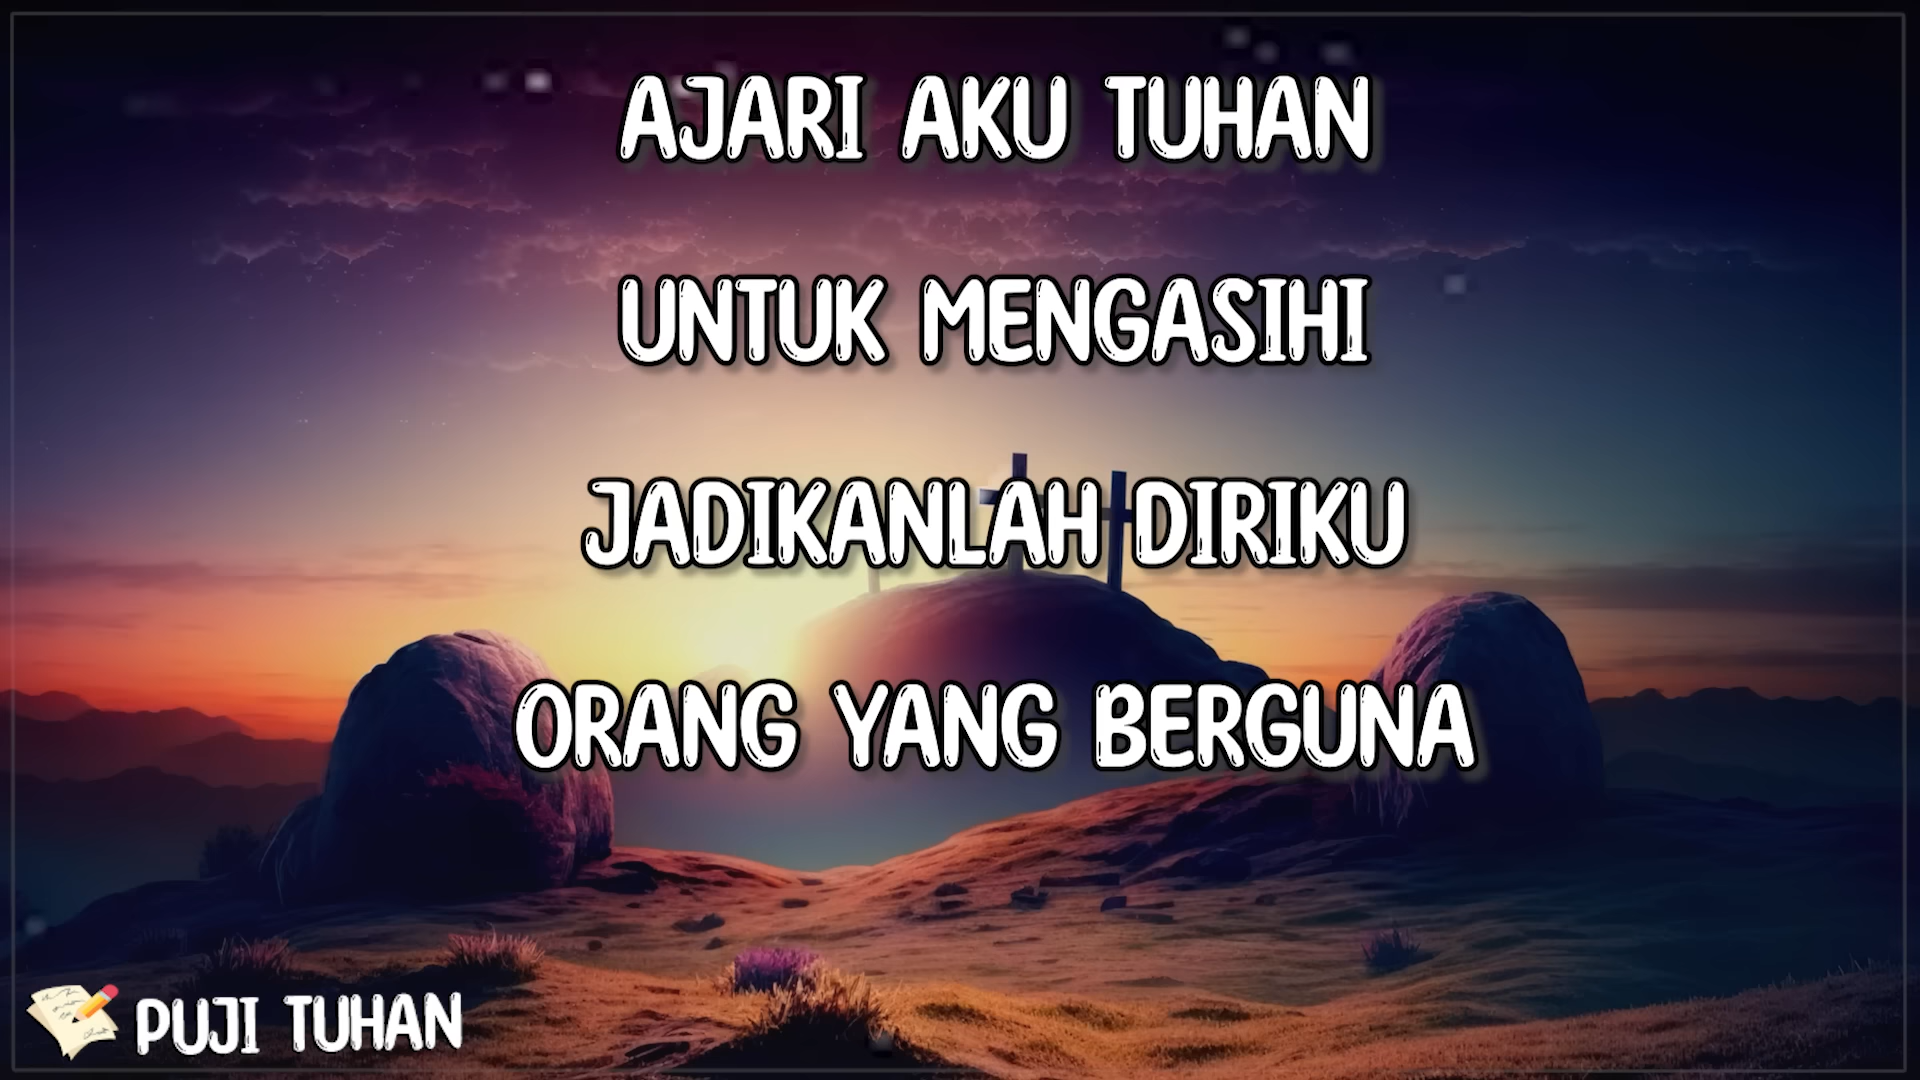 AJARI AKU TUHAN
UNTUK MENGASIHI
JADIKANLAH DIRIKU
ORANG YANG BERGUNA
PUJI TUHAN